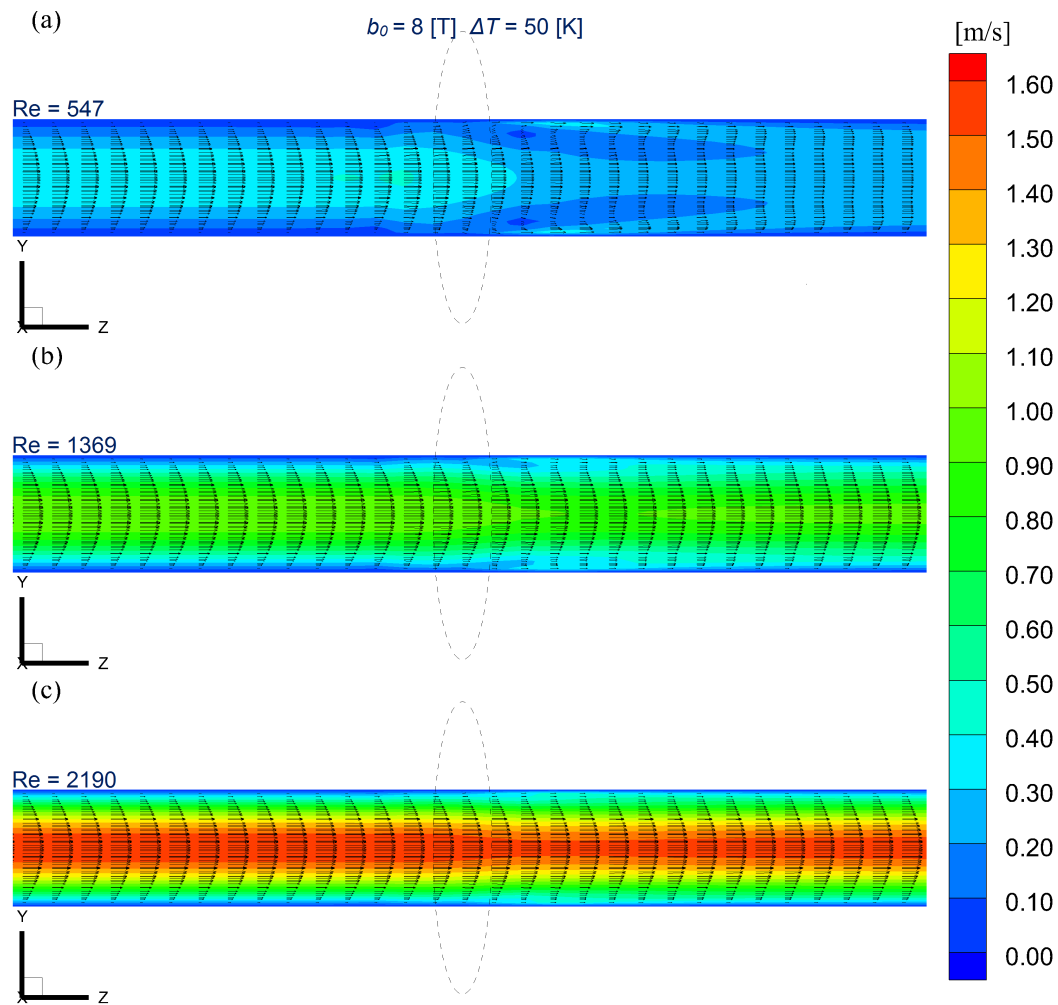 (a)
b₀ = 8 [T] ΔT = 50 [K]
[m/s]
Re = 547
Y
X
Z
(b)
Re = 1369
Y
X
Z
(c)
Re = 2190
Y
X
Z
1.60
1.50
1.40
1.30
1.20
1.10
1.00
0.90
0.80
0.70
0.60
0.50
0.40
0.30
0.20
0.10
0.00